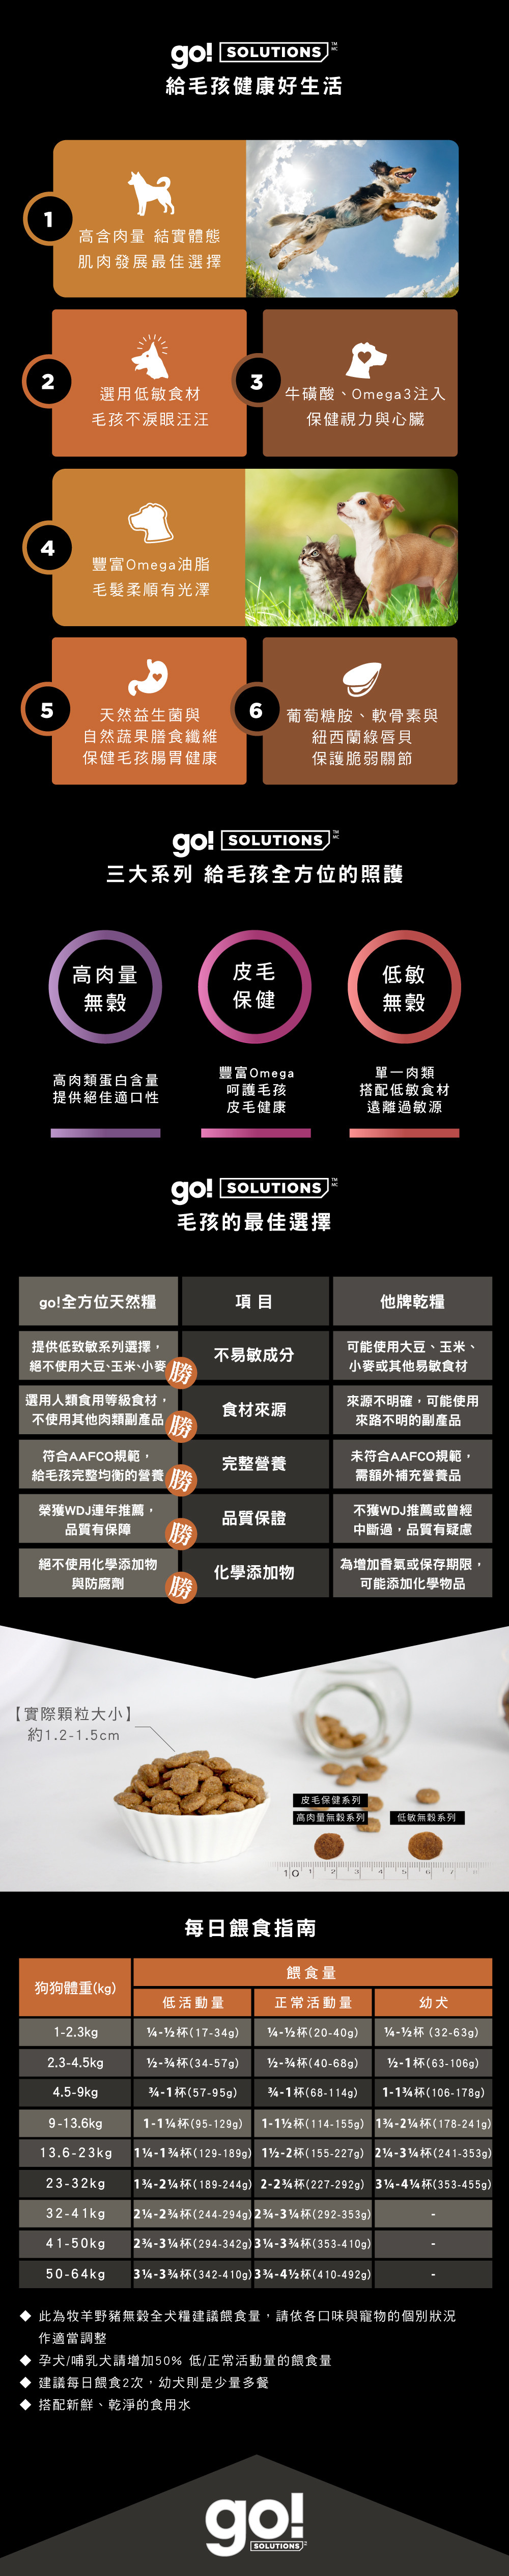 go! SOLUTIONS TM MC
給毛孩健康好生活
1
高含肉量 結實體態
肌肉發展最佳選擇
2
選用低敏食材
毛孩不淚眼汪汪
3
牛磺酸、Omega3注入
保健視力與心臟
4
豐富Omega油脂
毛髮柔順有光澤
5
天然益生菌與
自然蔬果膳食纖維
保健毛孩腸胃健康
6
葡萄糖胺、軟骨素與
紐西蘭綠唇貝
保護脆弱關節
go! SOLUTIONS TM MC
三大系列 給毛孩全方位的照護
高肉量
無穀
皮毛
保健
低敏
無穀
高肉類蛋白含量
提供絕佳適口性
豐富Omega
呵護毛孩
皮毛健康
單一肉類
搭配低敏食材
遠離過敏源
go! SOLUTIONS TM MC
毛孩的最佳選擇
go!全方位天然糧 項目 他牌乾糧
提供低致敏系列選擇，
絕不使用大豆、玉米、小麥
勝
不易敏成分
可能使用大豆、玉米、
小麥或其他易敏食材
選用人類食用等級食材，
不使用其他肉類副產品
勝
食材來源
來源不明確，可能使用
來路不明的副產品
符合AAFCO規範，
給毛孩完整均衡的營養
勝
完整營養
未符合AAFCO規範，
需額外補充營養品
榮獲WDJ連年推薦，
品質有保障
勝
品質保證
不獲WDJ推薦或曾經
中斷過，品質有疑慮
絕不使用化學添加物
與防腐劑
勝
化學添加物
為增加香氣或保存期限，
可能添加化學物品
【實際顆粒大小】
約1.2-1.5cm
皮毛保健系列
高肉量無穀系列
低敏無穀系列
1 2 3 4 5 6 7
每日餵食指南
狗狗體重(kg) 餵食量
低活動量 正常活動量 幼犬
1-2.3kg ¼-½杯(17-34g) ¼-½杯(20-40g) ¼-½杯 (32-63g)
2.3-4.5kg ½-¾杯(34-57g) ½-¾杯(40-68g) ½-1杯(63-106g)
4.5-9kg ¾-1杯(57-95g) ¾-1杯(68-114g) 1-1¾杯(106-178g)
9-13.6kg 1-1¼杯(95-129g) 1-1½杯(114-155g) 1¾-2¼杯(178-241g)
13.6-23kg 1¼-1¾杯(129-189g) 1½-2杯(155-227g) 2¼-3¼杯(241-353g)
23-32kg 1¾-2¼杯(189-244g) 2-2¾杯(227-292g) 3¼-4¼杯(353-455g)
32-41kg 2¼-2¾杯(244-294g) 2¾-3¼杯(292-353g) -
41-50kg 2¾-3¼杯(294-342g) 3¼-3¾杯(353-410g) -
50-64kg 3¼-3¾杯(342-410g) 3¾-4½杯(410-492g) -
◆ 此為牧羊野豬無穀全犬糧建議餵食量，請依各口味與寵物的個別狀況
作適當調整
◆ 孕犬/哺乳犬請增加50% 低/正常活動量的餵食量
◆ 建議每日餵食2次，幼犬則是少量多餐
◆ 搭配新鮮、乾淨的食用水
go!
SOLUTIONS